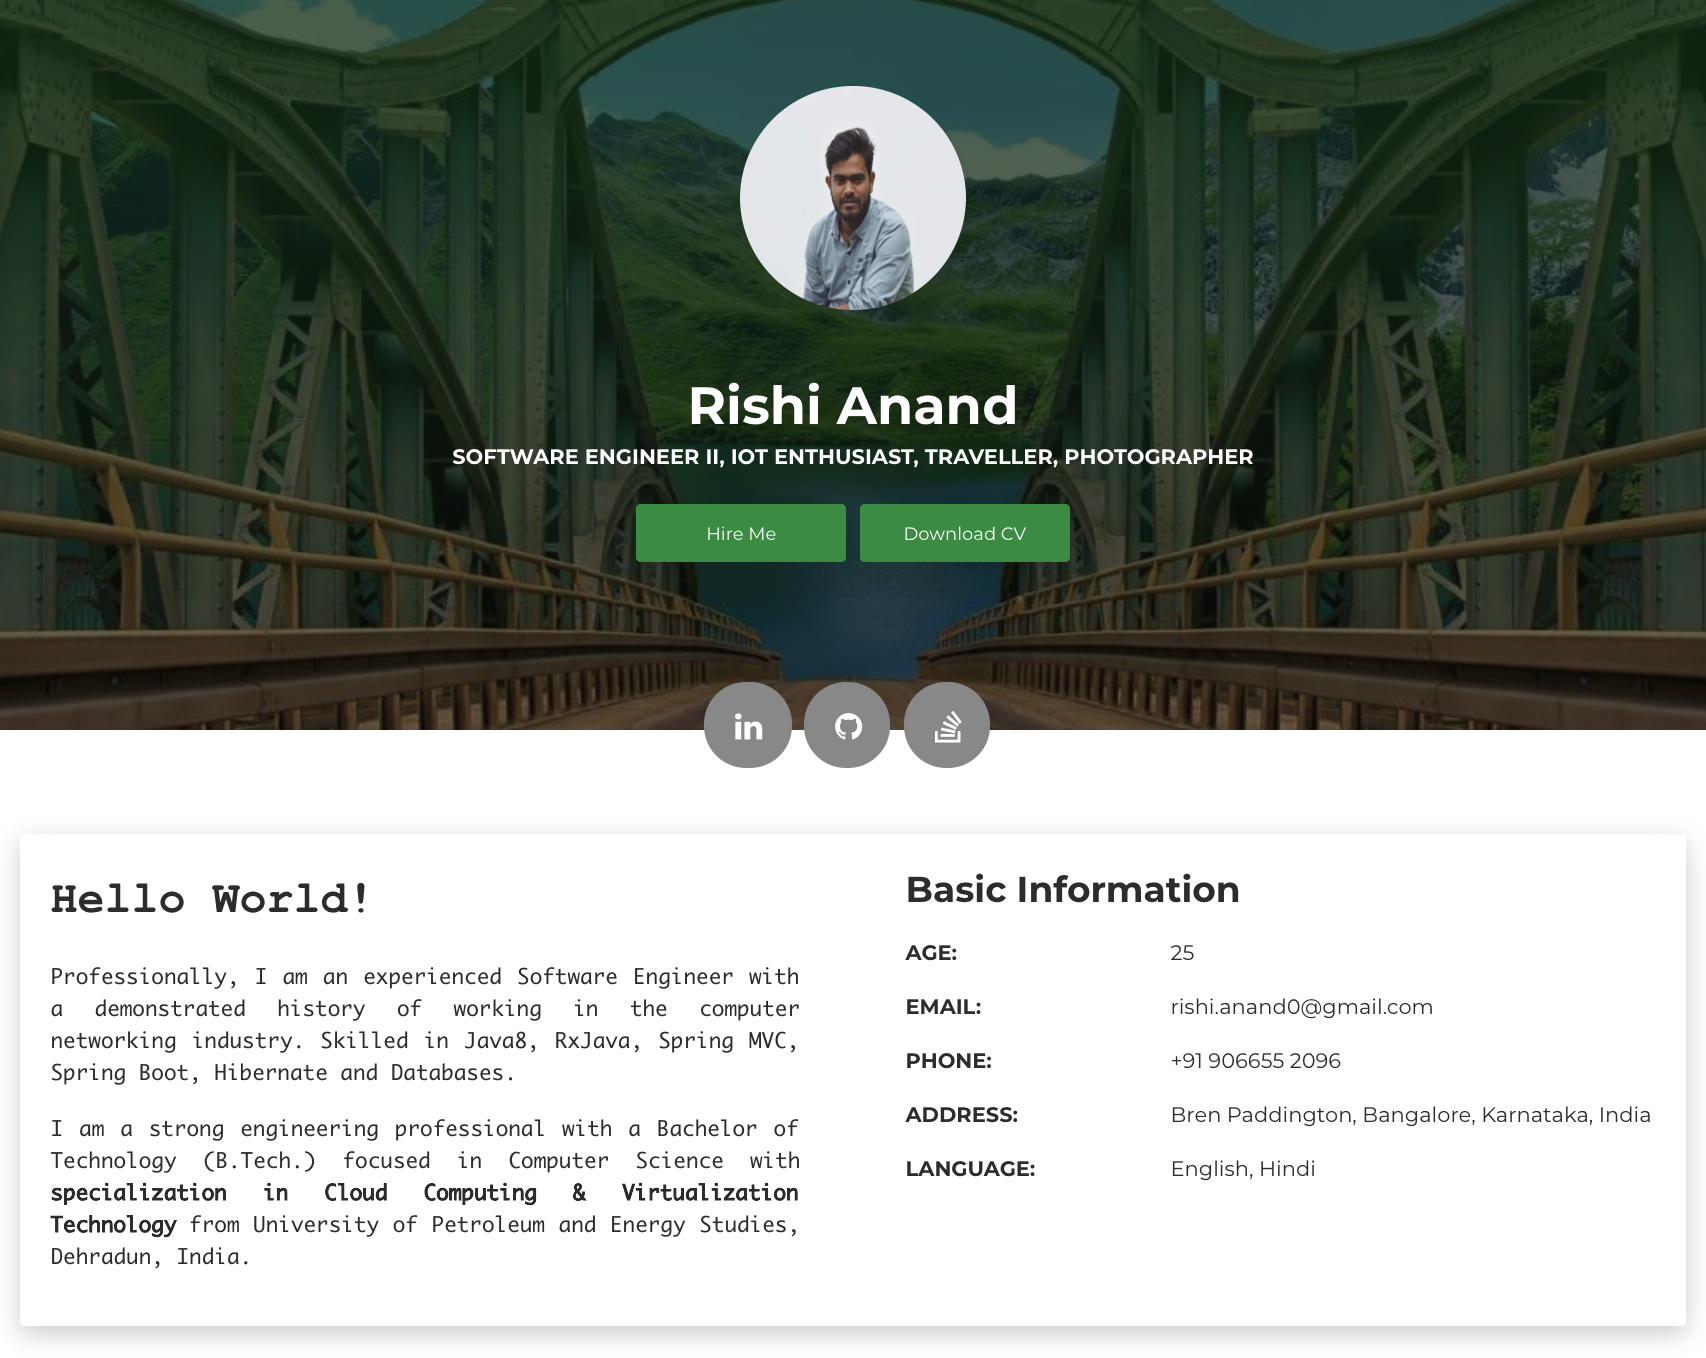 Rishi Anand
SOFTWARE ENGINEER II, IOT ENTHUSIAST, TRAVELLER, PHOTOGRAPHER
Hire Me
Download CV
in
Hello World!
Professionally, I am an experienced Software Engineer with
a demonstrated history of working in the computer
networking industry. Skilled in Java8, RxJava, Spring MVC,
Spring Boot, Hibernate and Databases.
I am a strong engineering professional with a Bachelor of
Technology (B.Tech.) focused in Computer Science with
specialization in Cloud Computing & Virtualization
Technology from University of Petroleum and Energy Studies,
Dehradun, India.
Basic Information
AGE: 25
EMAIL: rishi.anand0@gmail.com
PHONE: +91 906655 2096
ADDRESS: Bren Paddington, Bangalore, Karnataka, India
LANGUAGE: English, Hindi